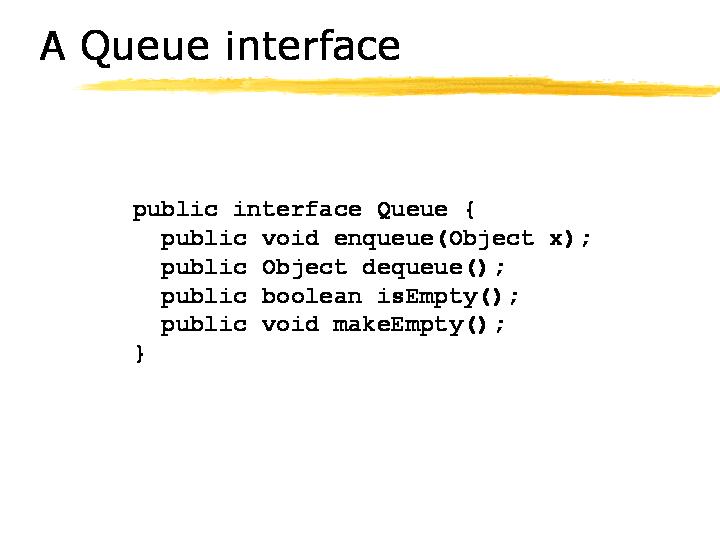 A Queue interface
public interface Queue {
public void enqueue(Object x);
public Object dequeue();
public boolean isEmpty();
public void makeEmpty();
}